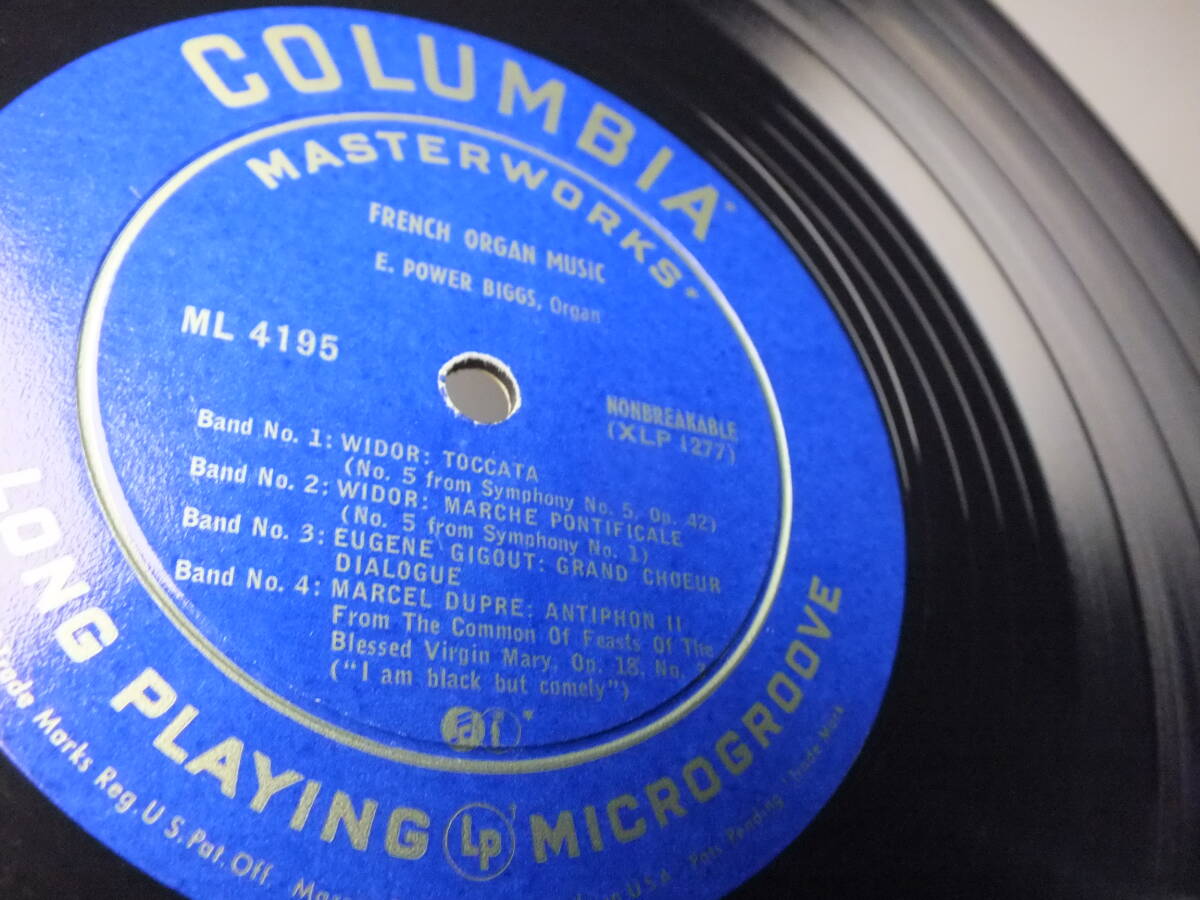 COLUMBIA
MASTERWORKS
FRENCH ORGAN MUSIC
E. POWER BIGGS, Organ
ML 4195
NONBREAKABLE
(XLP 1277)
Band No. 1: WIDOR: TOCCATA
(No. 5 from Symphony No. 5, Op. 42)
Band No. 2: WIDOR: MARCHE PONTIFICALE
(No. 5 from Symphony No. 1)
Band No. 3: EUGENE GIGOUT: GRAND CHOEUR
DIALOGUE
Band No. 4: MARCEL DUPRE: ANTIPHON II
From The Common Of Feasts Of The
Blessed Virgin Mary, Op. 18, No.
("I am black but comely")
LONG PLAYING Lp MICROGROOVE
Trade Marks Reg. U S. Pat. Off U.S.A. Pats. Pending